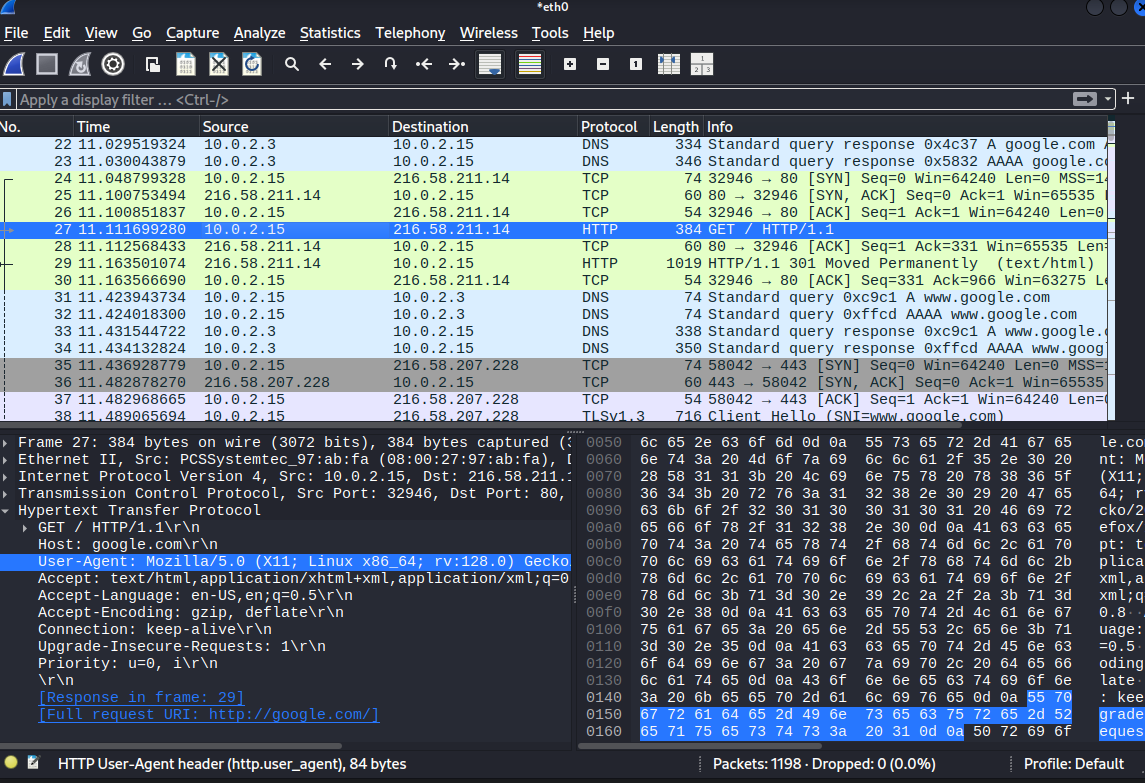 *eth0
File Edit View Go Capture Analyze Statistics Telephony Wireless Tools Help
Apply a display filter … <Ctrl-/>
No. Time Source Destination Protocol Length Info
22 11.029519324 10.0.2.3 10.0.2.15 DNS 334 Standard query response 0x4c37 A google.com A
23 11.030043879 10.0.2.3 10.0.2.15 DNS 346 Standard query response 0x5832 AAAA google.co
24 11.048799328 10.0.2.15 216.58.211.14 TCP 74 32946 → 80 [SYN] Seq=0 Win=64240 Len=0 MSS=14
25 11.100753494 216.58.211.14 10.0.2.15 TCP 60 80 → 32946 [SYN, ACK] Seq=0 Ack=1 Win=65535
26 11.100851837 10.0.2.15 216.58.211.14 TCP 54 32946 → 80 [ACK] Seq=1 Ack=1 Win=64240 Len=0
27 11.111699280 10.0.2.15 216.58.211.14 HTTP 384 GET / HTTP/1.1
28 11.112568433 216.58.211.14 10.0.2.15 TCP 60 80 → 32946 [ACK] Seq=1 Ack=331 Win=65535 Len=
29 11.163501074 216.58.211.14 10.0.2.15 HTTP 1019 HTTP/1.1 301 Moved Permanently (text/html)
30 11.163566690 10.0.2.15 216.58.211.14 TCP 54 32946 → 80 [ACK] Seq=331 Ack=966 Win=63275 Le
31 11.423943734 10.0.2.15 10.0.2.3 DNS 74 Standard query 0xc9c1 A www.google.com
32 11.424018300 10.0.2.15 10.0.2.3 DNS 74 Standard query 0xffcd AAAA www.google.com
33 11.431544722 10.0.2.3 10.0.2.15 DNS 338 Standard query response 0xc9c1 A www.google.c
34 11.434132824 10.0.2.3 10.0.2.15 DNS 350 Standard query response 0xffcd AAAA www.goog
35 11.436928779 10.0.2.15 216.58.207.228 TCP 74 58042 → 443 [SYN] Seq=0 Win=64240 Len=0 MSS=
36 11.482878270 216.58.207.228 10.0.2.15 TCP 60 443 → 58042 [SYN, ACK] Seq=0 Ack=1 Win=65535
37 11.482968665 10.0.2.15 216.58.207.228 TCP 54 58042 → 443 [ACK] Seq=1 Ack=1 Win=64240 Len=0
38 11.489065694 10.0.2.15 216.58.207.228 TLSv1.3 716 Client Hello (SNI=www.google.com)
Frame 27: 384 bytes on wire (3072 bits), 384 bytes captured (3
Ethernet II, Src: PCSSystemtec_97:ab:fa (08:00:27:97:ab:fa), D
Internet Protocol Version 4, Src: 10.0.2.15, Dst: 216.58.211.1
Transmission Control Protocol, Src Port: 32946, Dst Port: 80,
Hypertext Transfer Protocol
GET / HTTP/1.1\r\n
Host: google.com\r\n
User-Agent: Mozilla/5.0 (X11; Linux x86_64; rv:128.0) Gecko
Accept: text/html,application/xhtml+xml,application/xml;q=0
Accept-Language: en-US,en;q=0.5\r\n
Accept-Encoding: gzip, deflate\r\n
Connection: keep-alive\r\n
Upgrade-Insecure-Requests: 1\r\n
Priority: u=0, i\r\n
\r\n
[Response in frame: 29]
[Full request URI: http://google.com/]
0050 6c 65 2e 63 6f 6d 0d 0a 55 73 65 72 2d 41 67 65 le.co
0060 6e 74 3a 20 4d 6f 7a 69 6c 6c 61 2f 35 2e 30 20 nt: M
0070 28 58 31 31 3b 20 4c 69 6e 75 78 20 78 38 36 5f (X11;
0080 36 34 3b 20 72 76 3a 31 32 38 2e 30 29 20 47 65 64; r
0090 63 6b 6f 2f 32 30 31 30 30 31 30 31 20 46 69 72 cko/2
00a0 65 66 6f 78 2f 31 32 38 2e 30 0d 0a 41 63 63 65 efox/
00b0 70 74 3a 20 74 65 78 74 2f 68 74 6d 6c 2c 61 70 pt: t
00c0 70 6c 69 63 61 74 69 6f 6e 2f 78 68 74 6d 6c 2b plica
00d0 78 6d 6c 2c 61 70 70 6c 69 63 61 74 69 6f 6e 2f xml,a
00e0 78 6d 6c 3b 71 3d 30 2e 39 2c 2a 2f 2a 3b 71 3d xml;q
00f0 30 2e 38 0d 0a 41 63 63 65 70 74 2d 4c 61 6e 67 0.8
0100 75 61 67 65 3a 20 65 6e 2d 55 53 2c 65 6e 3b 71 uage:
0110 3d 30 2e 35 0d 0a 41 63 63 65 70 74 2d 45 6e 63 =0.5
0120 6f 64 69 6e 67 3a 20 67 7a 69 70 2c 20 64 65 66 oding
0130 6c 61 74 65 0d 0a 43 6f 6e 6e 65 63 74 69 6f 6e late
0140 3a 20 6b 65 65 70 2d 61 6c 69 76 65 0d 0a 55 70 : kee
0150 67 72 61 64 65 2d 49 6e 73 65 63 75 72 65 2d 52 grade
0160 65 71 75 65 73 74 73 3a 20 31 0d 0a 50 72 69 6f eques
HTTP User-Agent header (http.user_agent), 84 bytes
Packets: 1198 · Dropped: 0 (0.0%)
Profile: Default